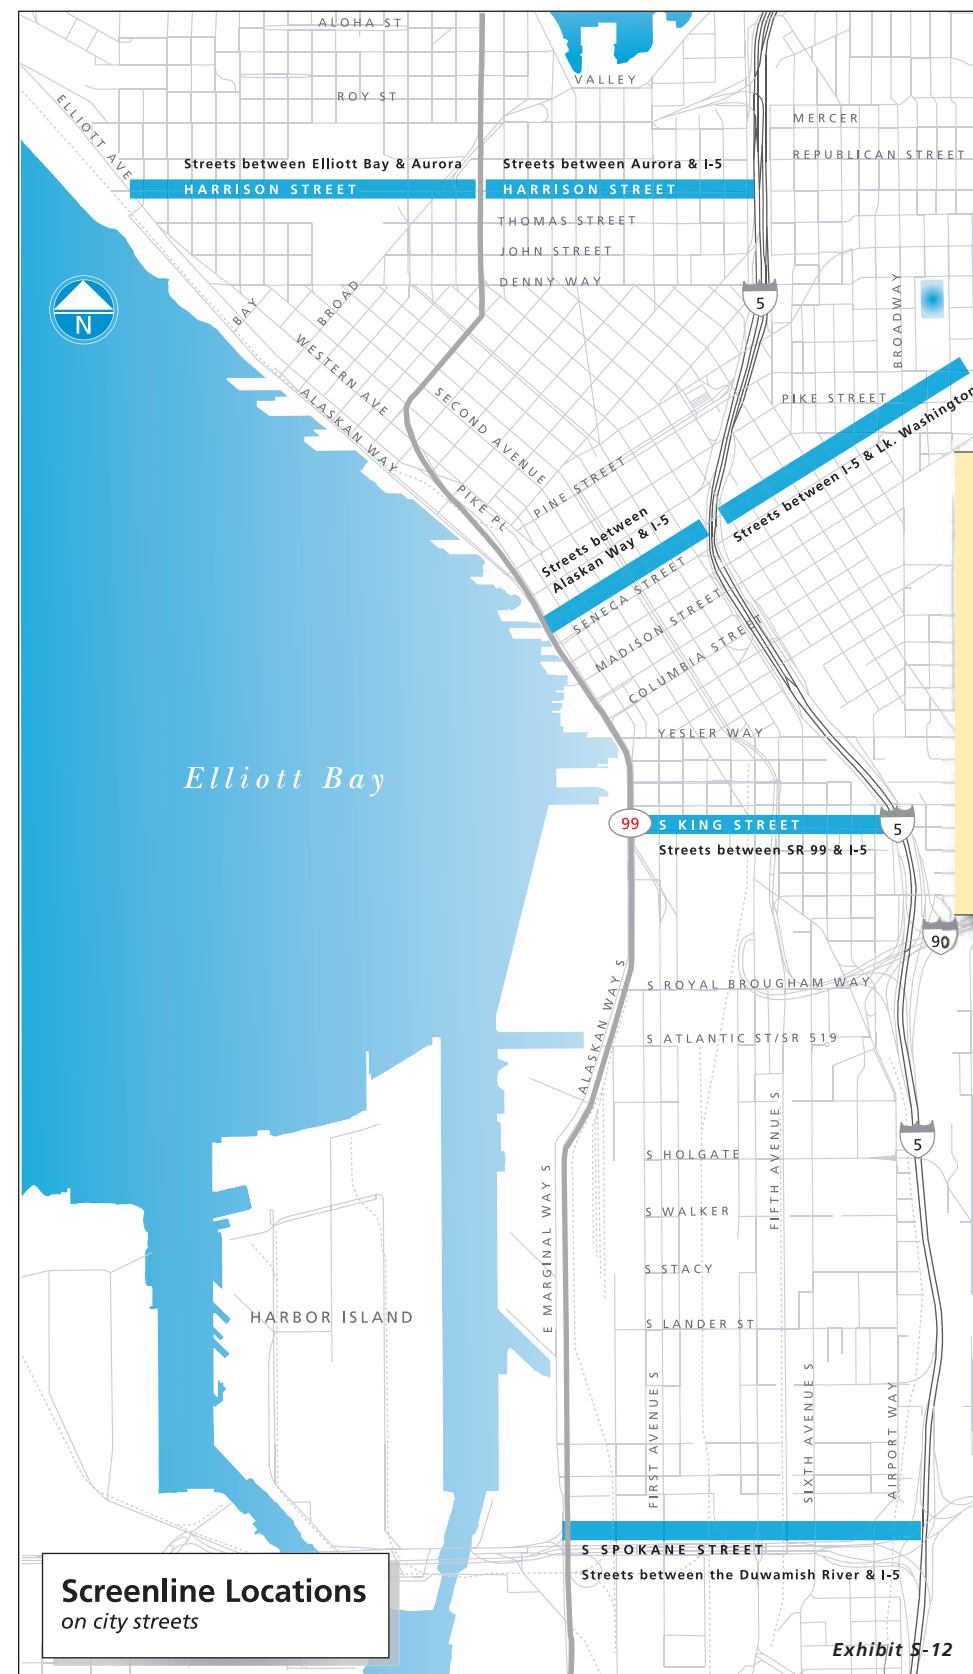 ALOHA ST
VALLEY
ROY ST
ELLIOTT AVE
MERCER
REPUBLICAN STREET
Streets between Elliott Bay & Aurora
HARRISON STREET
Streets between Aurora & I-5
HARRISON STREET
THOMAS STREET
JOHN STREET
DENNY WAY
N
BAY
BROAD
5
BROADWAY
WESTERN AVE
ALASKAN WAY
SECOND AVENUE
PIKE STREET
PIKE PL
PINE STREET
Streets between I-5 & Lk. Washington
Streets between
Alaskan Way & I-5
SENECA STREET
MADISON STREET
COLUMBIA STREET
YESLER WAY
Elliott Bay
99
S KING STREET
5
Streets between SR 99 & I-5
90
ALASKAN WAY S
S ROYAL BROUGHAM WAY
S ATLANTIC ST/SR 519
FIFTH AVENUE S
5
S HOLGATE
E MARGINAL WAY S
S WALKER
S STACY
HARBOR ISLAND
S LANDER ST
FIRST AVENUE S
SIXTH AVENUE S
AIRPORT WAY
S SPOKANE STREET
Streets between the Duwamish River & I-5
Screenline Locations
on city streets
Exhibit S-12